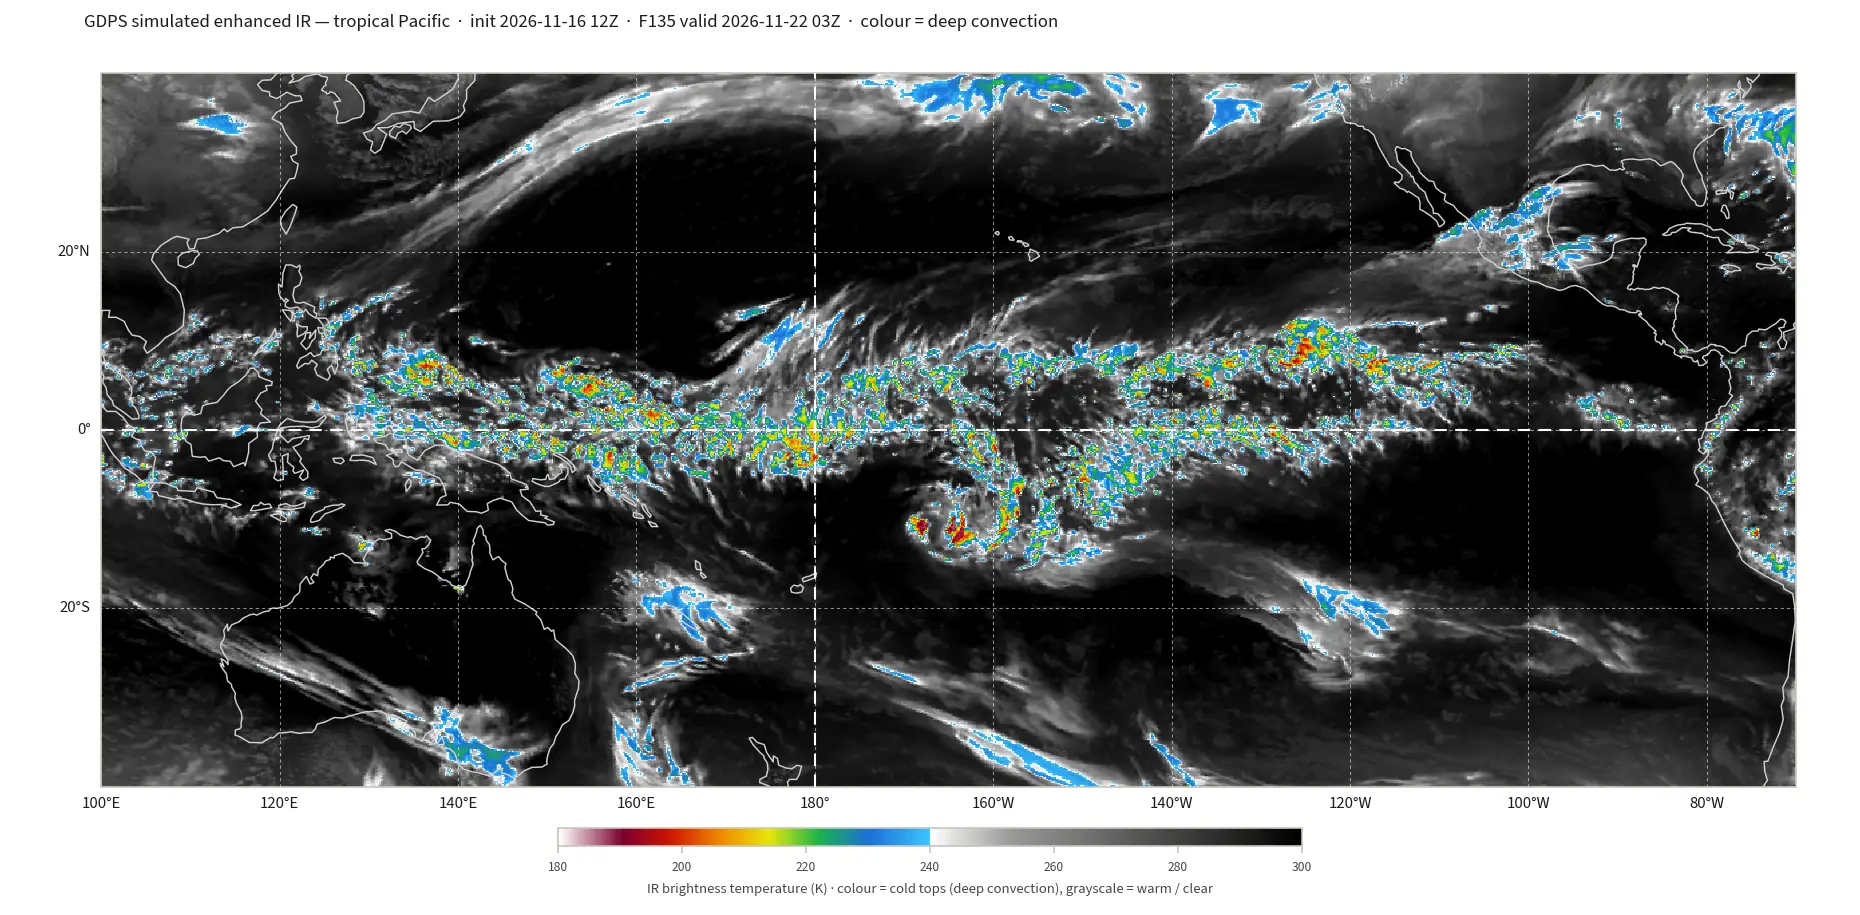 GDPS simulated enhanced IR — tropical Pacific · init 2026-11-16 12Z · F135 valid 2026-11-22 03Z · colour = deep convection
20°N
0°
20°S
100°E 120°E 140°E 160°E 180° 160°W 140°W 120°W 100°W 80°W
180 200 220 240 260 280 300
IR brightness temperature (K) · colour = cold tops (deep convection), grayscale = warm / clear